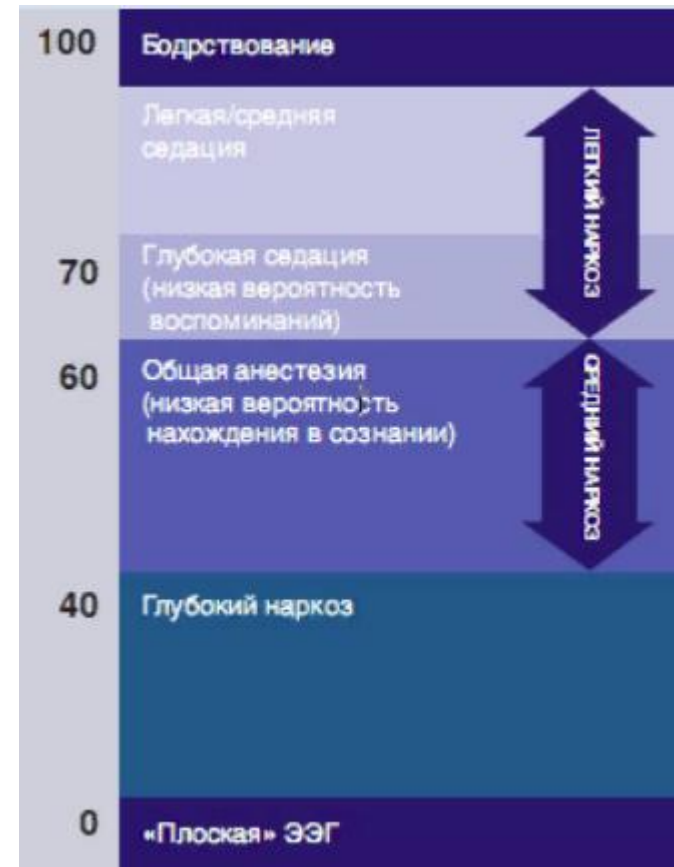 100
Бодрствование
Легкая/средняя
седация
ЛЕГКИЙ НАРКОЗ
70
Глубокая седация
(низкая вероятность
воспоминаний)
60
Общая анестезия
(низкая вероятность
нахождения в сознании)
СРЕДНИЙ НАРКОЗ
40
Глубокий наркоз
0
«Плоская» ЭЭГ